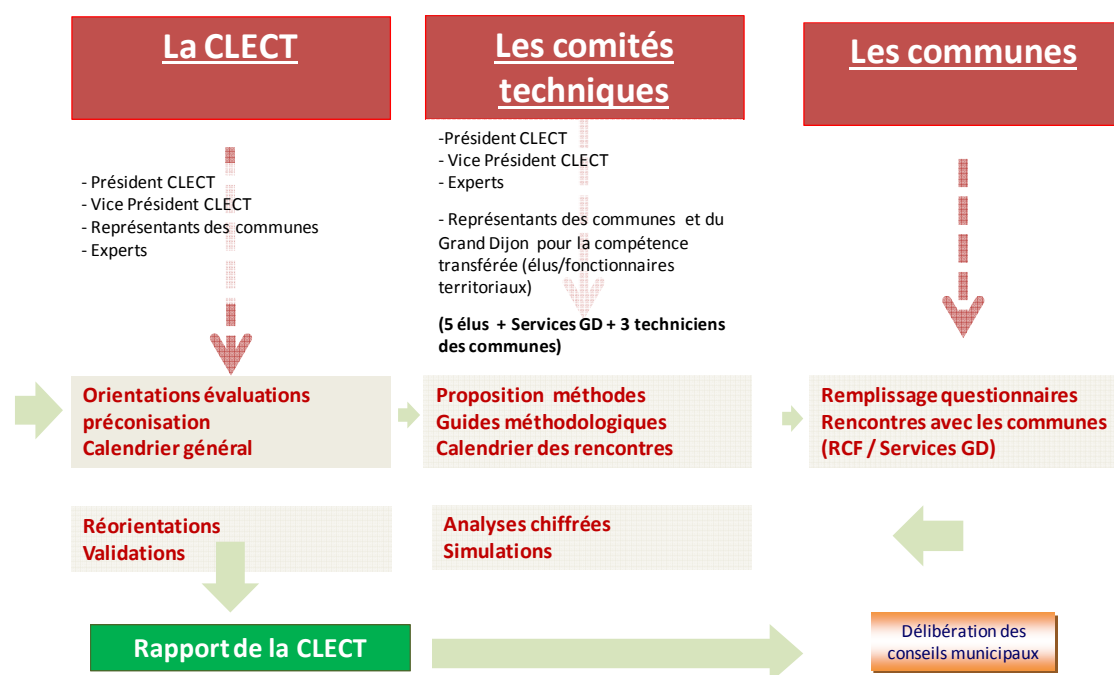 La CLECT
- Président CLECT
- Vice Président CLECT
- Représentants des communes
- Experts
Orientations évaluations
préconisation
Calendrier général
Réorientations
Validations
Rapport de la CLECT
Les comités
techniques
-Président CLECT
- Vice Président CLECT
- Experts
- Représentants des communes et du
Grand Dijon pour la compétence
transférée (élus/fonctionnaires
territoriaux)
(5 élus + Services GD + 3 techniciens
des communes)
Proposition méthodes
Guides méthodologiques
Calendrier des rencontres
Analyses chiffrées
Simulations
Les communes
Remplissage questionnaires
Rencontres avec les communes
(RCF / Services GD)
Délibération des
conseils municipaux